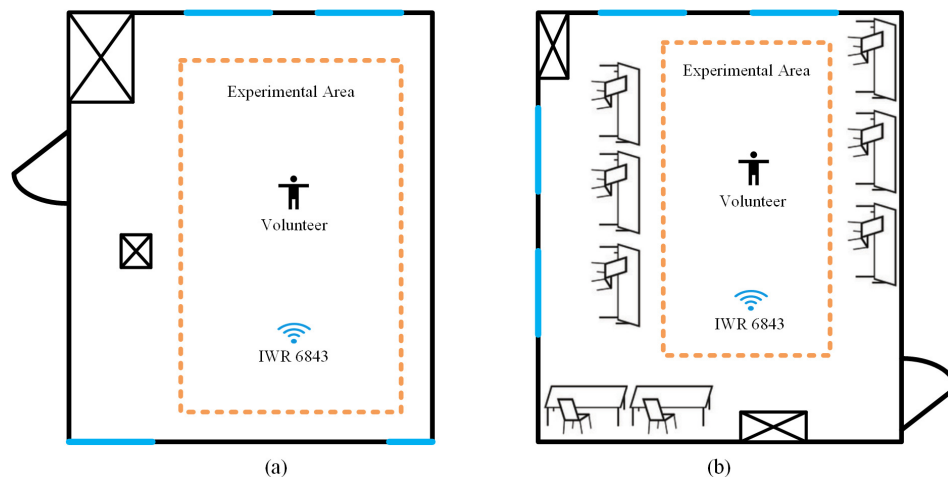 Experimental Area
Volunteer
IWR 6843
(a)
Experimental Area
Volunteer
IWR 6843
(b)